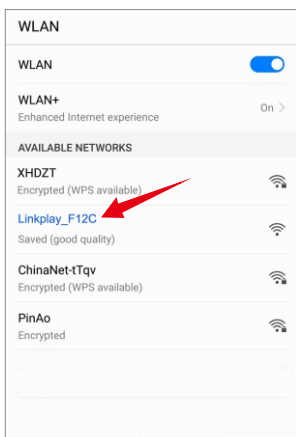 WLAN
WLAN
WLAN+
Enhanced Internet experience
On >
AVAILABLE NETWORKS
XHDZT
Encrypted (WPS available)
Linkplay_F12C
Saved (good quality)
ChinaNet-tTqv
Encrypted (WPS available)
PinAo
Encrypted